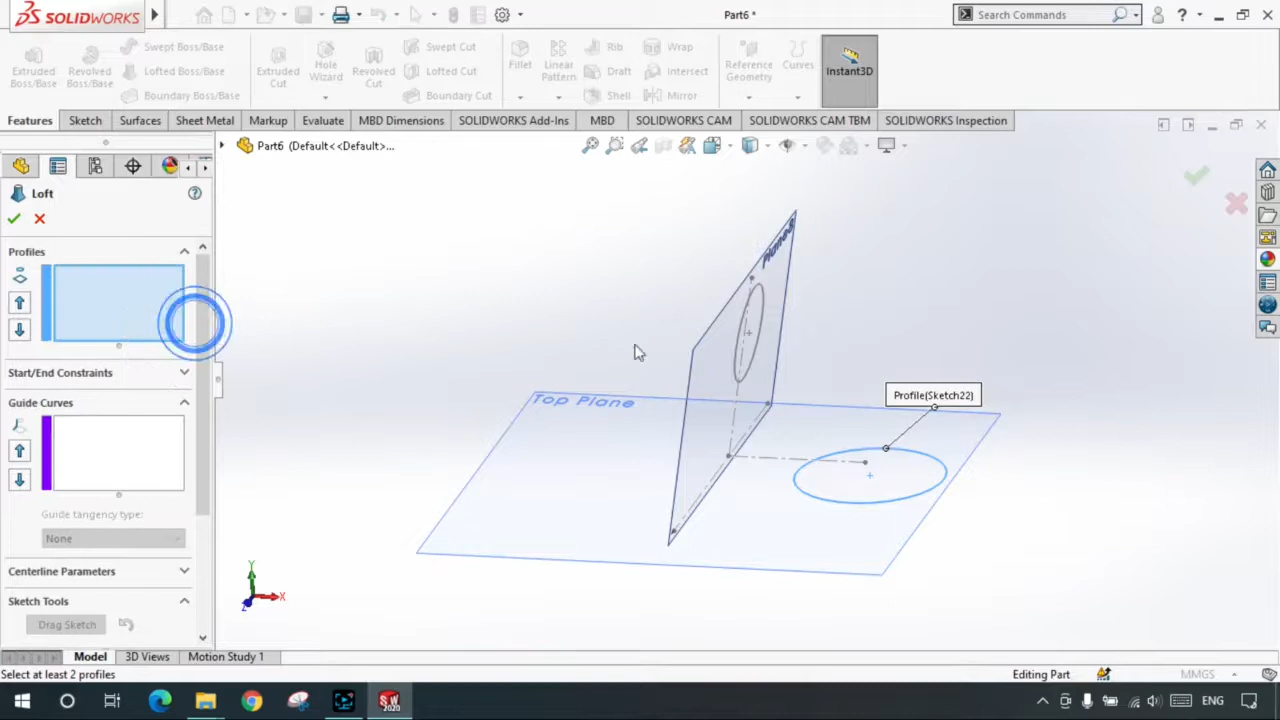 SOLIDWORKS
Part6 *
Search Commands
Extruded Boss/Base
Revolved Boss/Base
Swept Boss/Base
Lofted Boss/Base
Boundary Boss/Base
Extruded Cut
Hole Wizard
Revolved Cut
Swept Cut
Lofted Cut
Boundary Cut
Fillet
Linear Pattern
Rib
Draft
Shell
Wrap
Intersect
Mirror
Reference Geometry
Curves
Instant3D
Features Sketch Surfaces Sheet Metal Markup Evaluate MBD Dimensions SOLIDWORKS Add-Ins MBD SOLIDWORKS CAM SOLIDWORKS CAM TBM SOLIDWORKS Inspection
Part6 (Default<<Default>...
Loft
Profiles
Start/End Constraints
Guide Curves
Guide tangency type:
None
Centerline Parameters
Sketch Tools
Drag Sketch
Top Plane
Profile(Sketch22)
Y
X
Z
Model 3D Views Motion Study 1
Select at least 2 profiles
Editing Part
MMGS
SW
2020
ENG